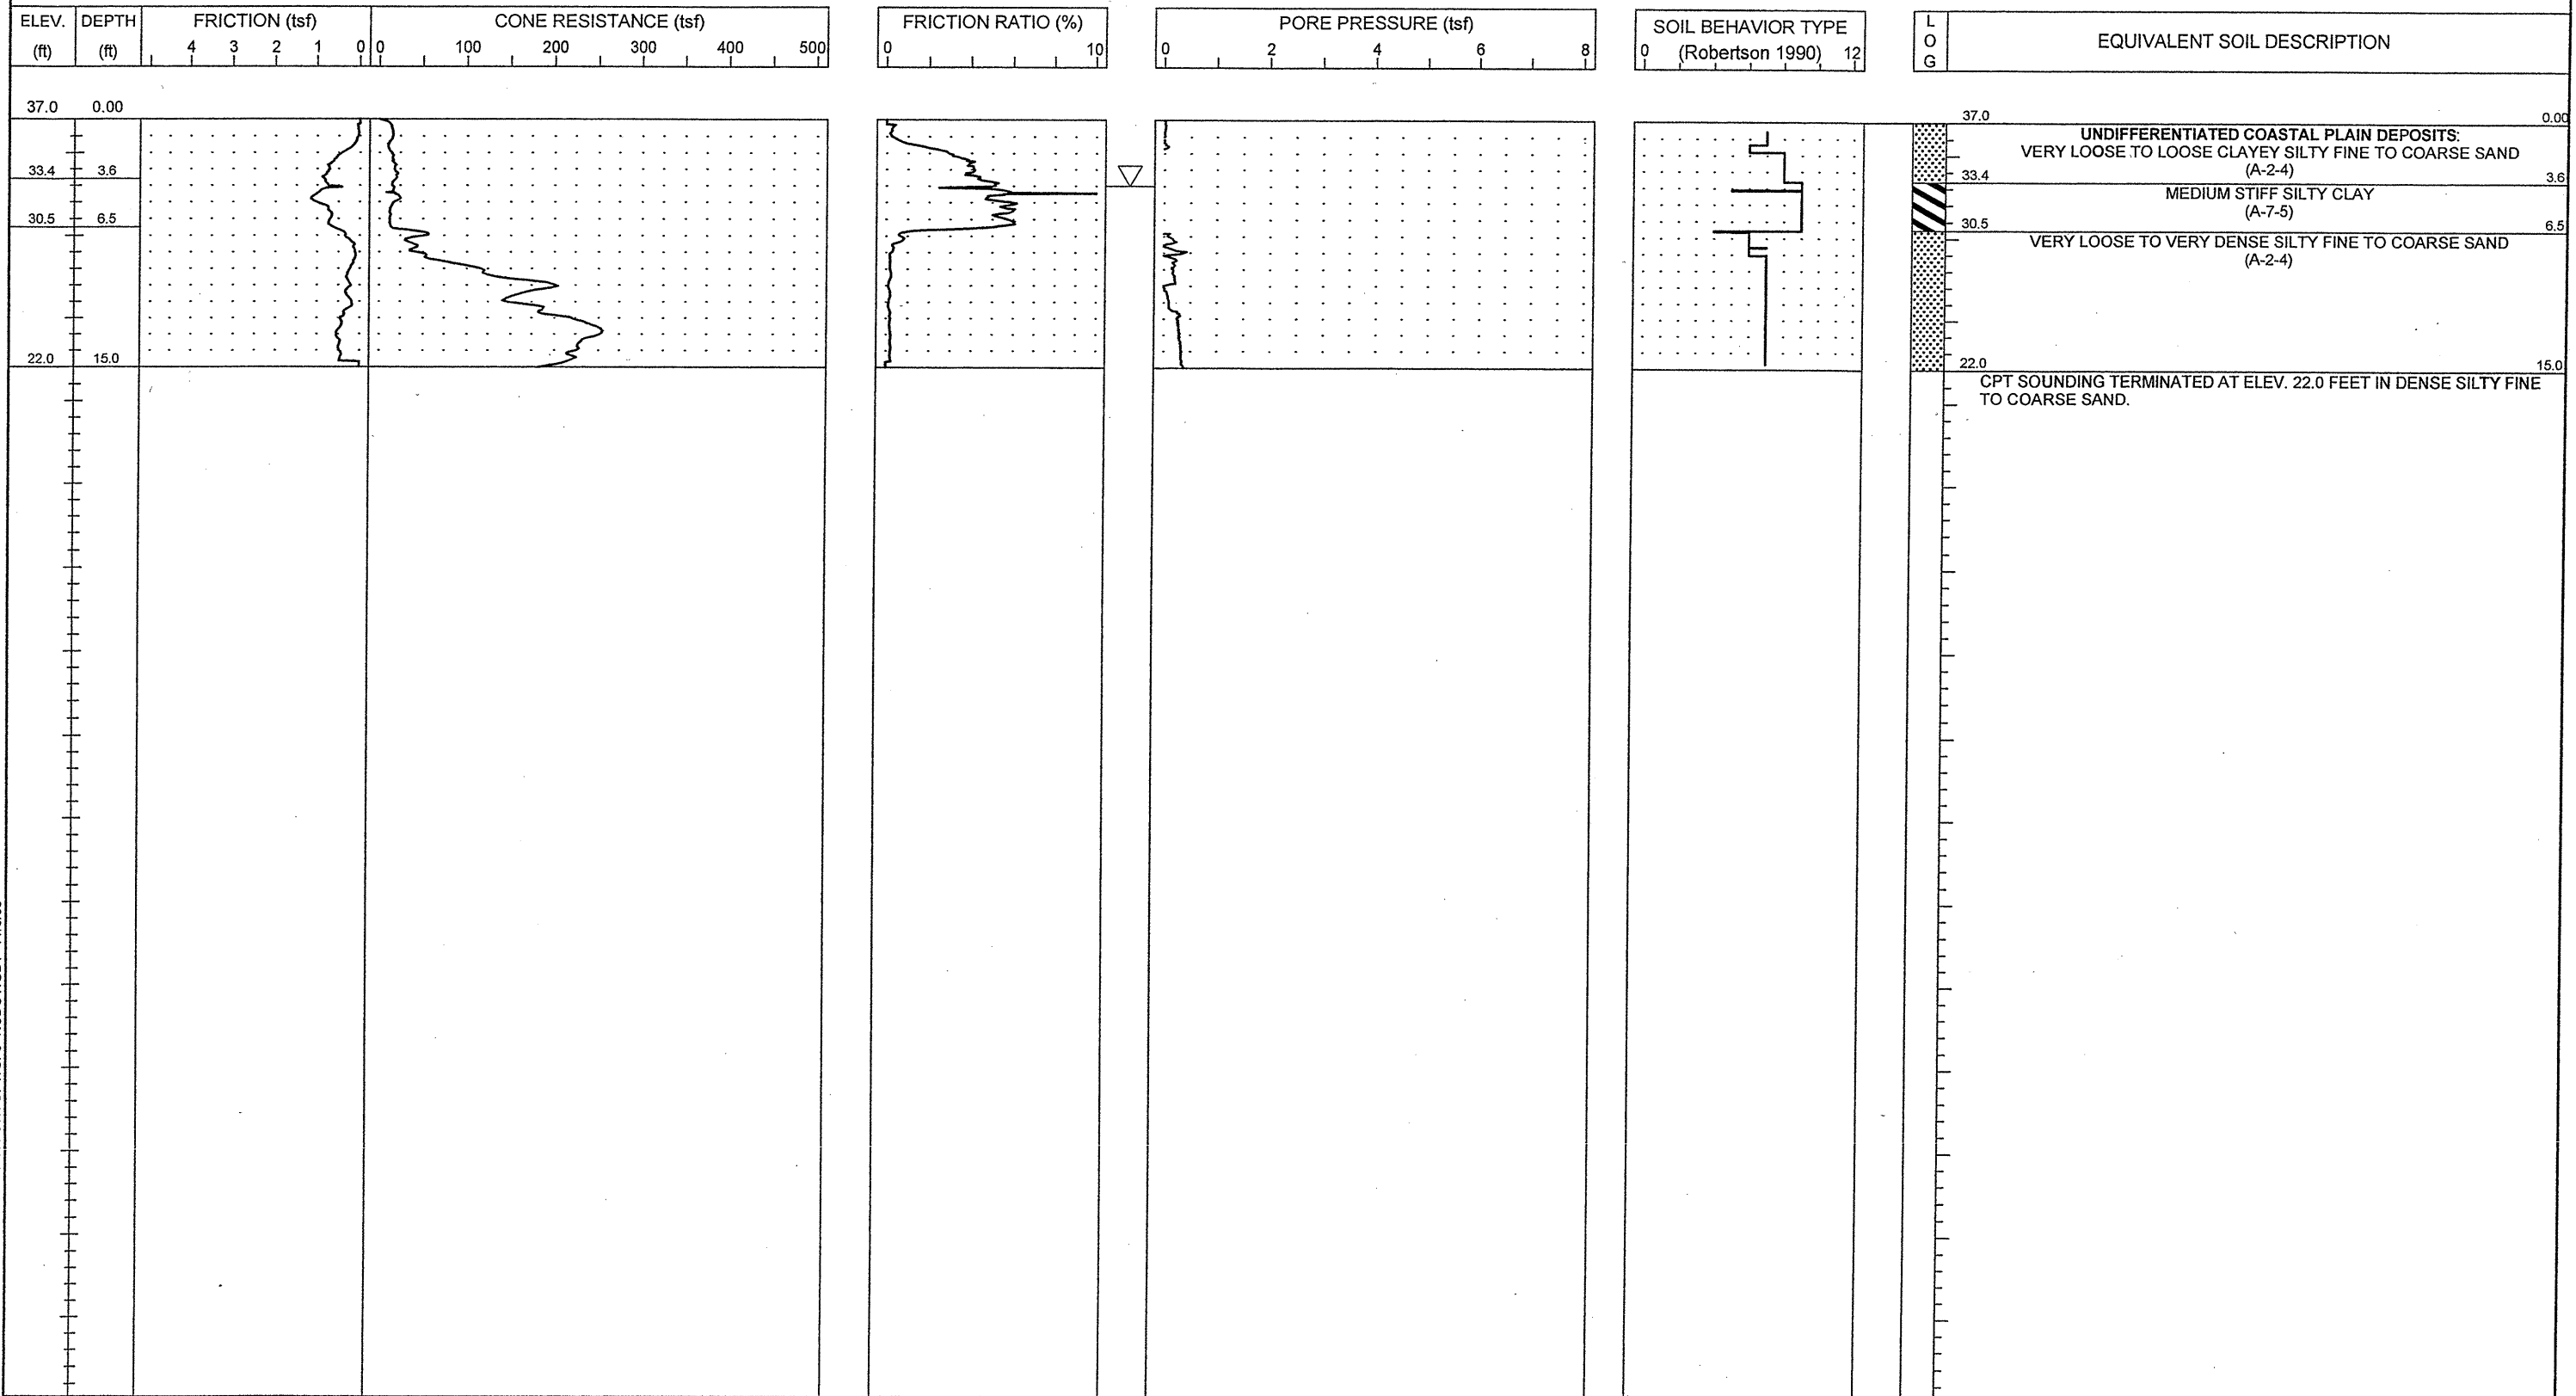 ELEV. DEPTH FRICTION (tsf) CONE RESISTANCE (tsf) FRICTION RATIO (%) PORE PRESSURE (tsf) SOIL BEHAVIOR TYPE L
(ft) (ft) 4 3 2 1 0 0 100 200 300 400 500 0 10 0 2 4 6 8 0 (Robertson 1990) 12 O EQUIVALENT SOIL DESCRIPTION
G
37.0 0.00 37.0 0.00
UNDIFFERENTIATED COASTAL PLAIN DEPOSITS:
VERY LOOSE TO LOOSE CLAYEY SILTY FINE TO COARSE SAND
(A-2-4)
33.4 3.6 33.4 3.6
MEDIUM STIFF SILTY CLAY
(A-7-5)
30.5 6.5 30.5 6.5
VERY LOOSE TO VERY DENSE SILTY FINE TO COARSE SAND
(A-2-4)
22.0 15.0 22.0 15.0
CPT SOUNDING TERMINATED AT ELEV. 22.0 FEET IN DENSE SILTY FINE
TO COARSE SAND.